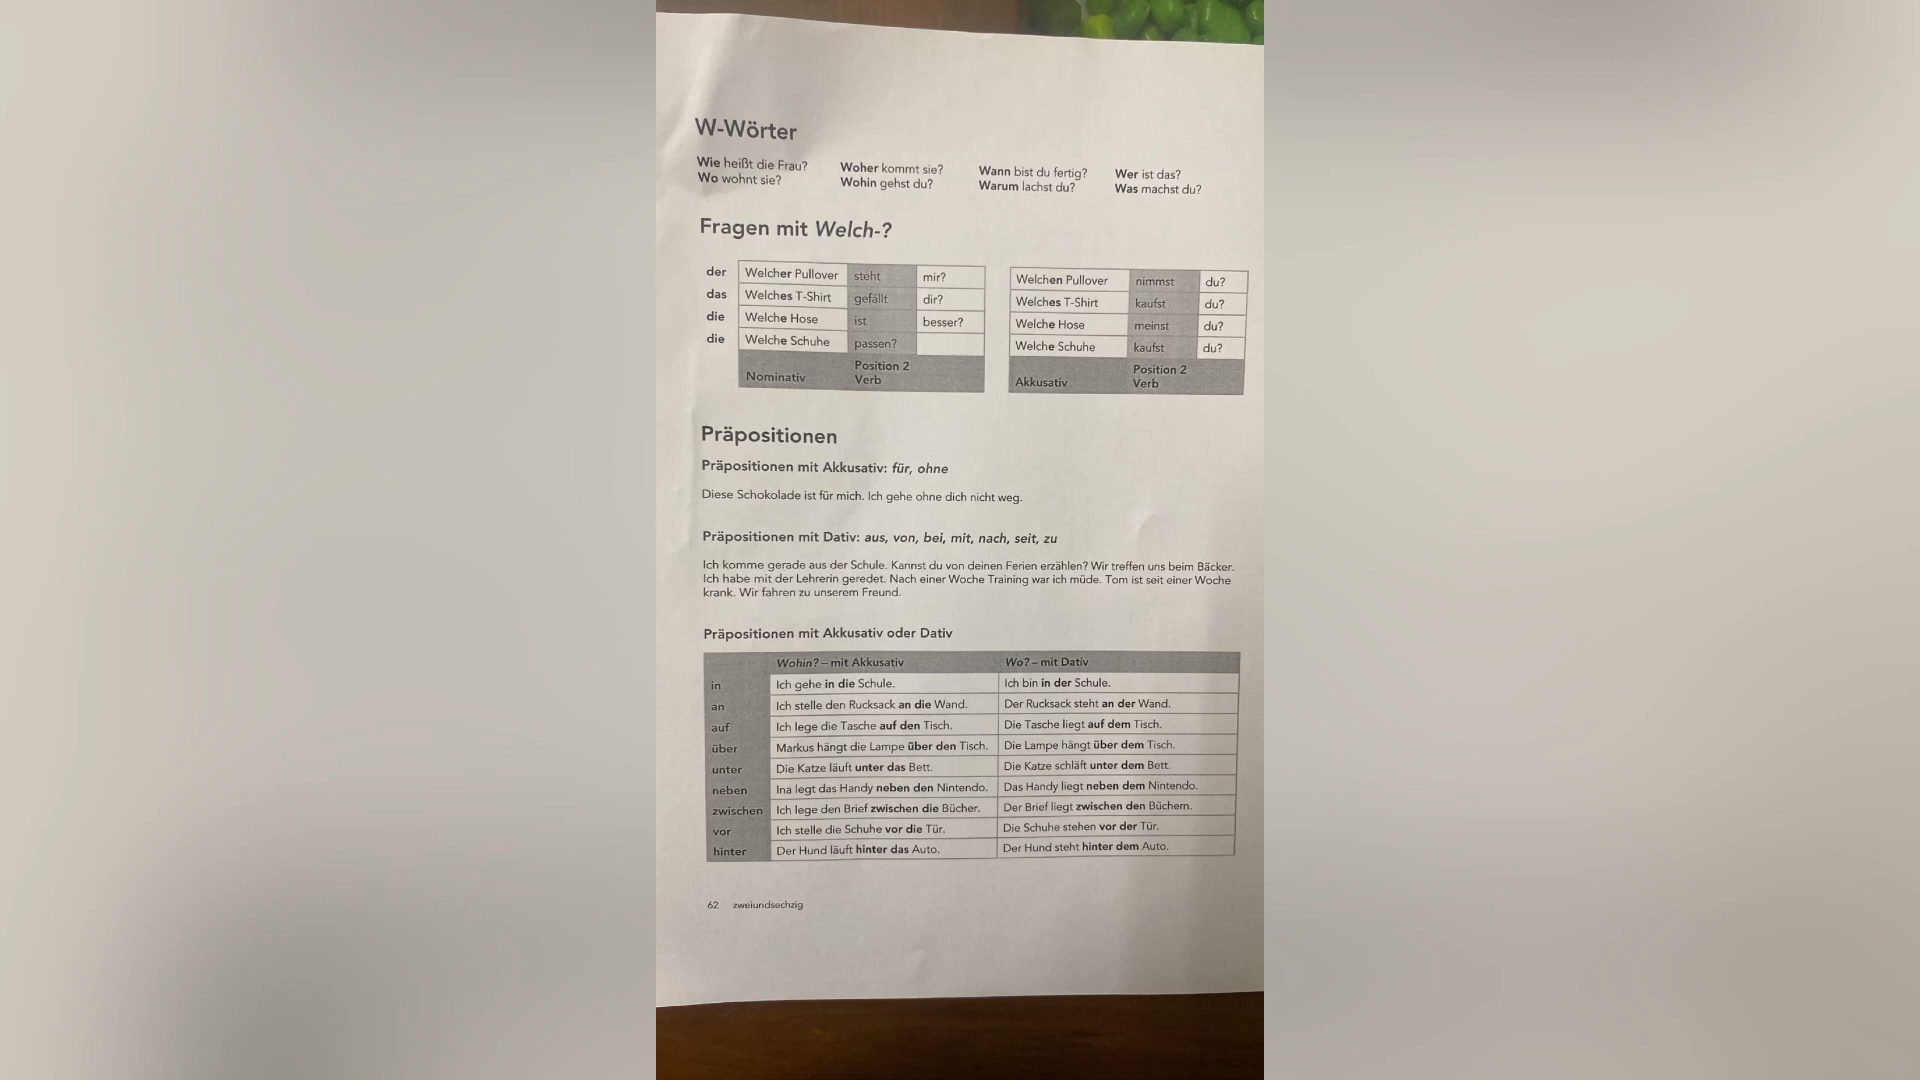 W-Wörter
Wie heißt die Frau? Woher kommt sie? Wann bist du fertig? Wer ist das?
Wo wohnt sie? Wohin gehst du? Warum lachst du? Was machst du?
Fragen mit Welch-?
der Welcher Pullover steht mir?
das Welches T-Shirt gefällt dir?
die Welche Hose ist besser?
die Welche Schuhe passen?
Nominativ Position 2 Verb
Welchen Pullover nimmst du?
Welches T-Shirt kaufst du?
Welche Hose meinst du?
Welche Schuhe kaufst du?
Akkusativ Position 2 Verb
Präpositionen
Präpositionen mit Akkusativ: für, ohne
Diese Schokolade ist für mich. Ich gehe ohne dich nicht weg.
Präpositionen mit Dativ: aus, von, bei, mit, nach, seit, zu
Ich komme gerade aus der Schule. Kannst du von deinen Ferien erzählen? Wir treffen uns beim Bäcker.
Ich habe mit der Lehrerin geredet. Nach einer Woche Training war ich müde. Tom ist seit einer Woche
krank. Wir fahren zu unserem Freund.
Präpositionen mit Akkusativ oder Dativ
Wohin? – mit Akkusativ Wo? – mit Dativ
in Ich gehe in die Schule. Ich bin in der Schule.
an Ich stelle den Rucksack an die Wand. Der Rucksack steht an der Wand.
auf Ich lege die Tasche auf den Tisch. Die Tasche liegt auf dem Tisch.
über Markus hängt die Lampe über den Tisch. Die Lampe hängt über dem Tisch.
unter Die Katze läuft unter das Bett. Die Katze schläft unter dem Bett.
neben Ina legt das Handy neben den Nintendo. Das Handy liegt neben dem Nintendo.
zwischen Ich lege den Brief zwischen die Bücher. Der Brief liegt zwischen den Büchern.
vor Ich stelle die Schuhe vor die Tür. Die Schuhe stehen vor der Tür.
hinter Der Hund läuft hinter das Auto. Der Hund steht hinter dem Auto.
62 zweiundsechzig